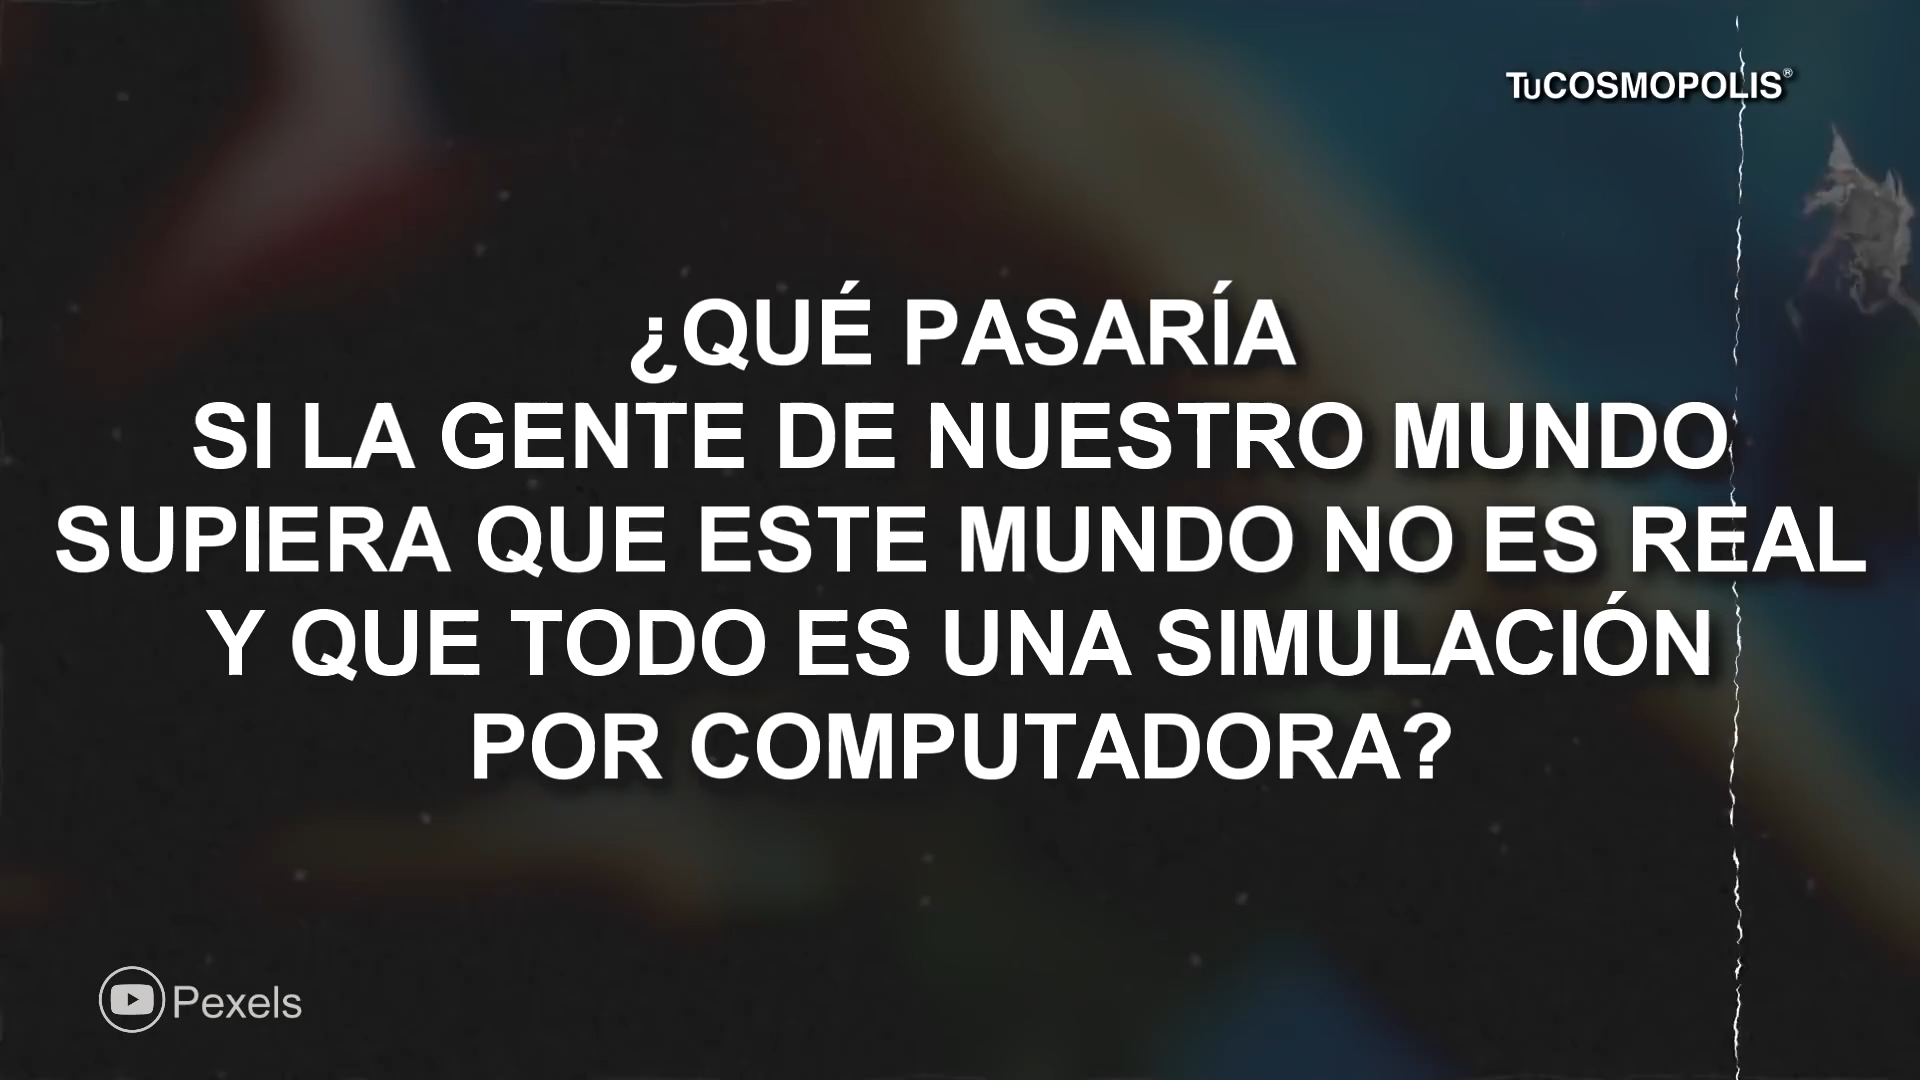 TUCOSMOPOLIS®
¿QUÉ PASARÍA
SI LA GENTE DE NUESTRO MUNDO
SUPIERA QUE ESTE MUNDO NO ES REAL
Y QUE TODO ES UNA SIMULACIÓN
POR COMPUTADORA?
Pexels